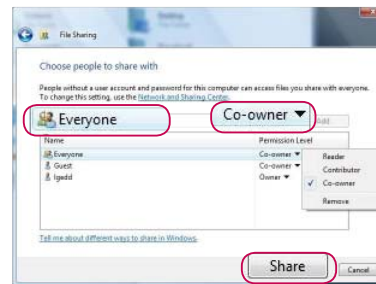 File Sharing
Choose people to share with
People without a user account and password for this computer can access files you share with everyone.
To change this setting, use the Network and Sharing Center.
Everyone
Co-owner ▼
Add
Name
Permission Level
Everyone
Co-owner ▼
Guest
Co-owner ▼
lgedd
Owner ▼
Reader
Contributor
✓ Co-owner
Remove
Tell me about different ways to share in Windows.
Share
Cancel